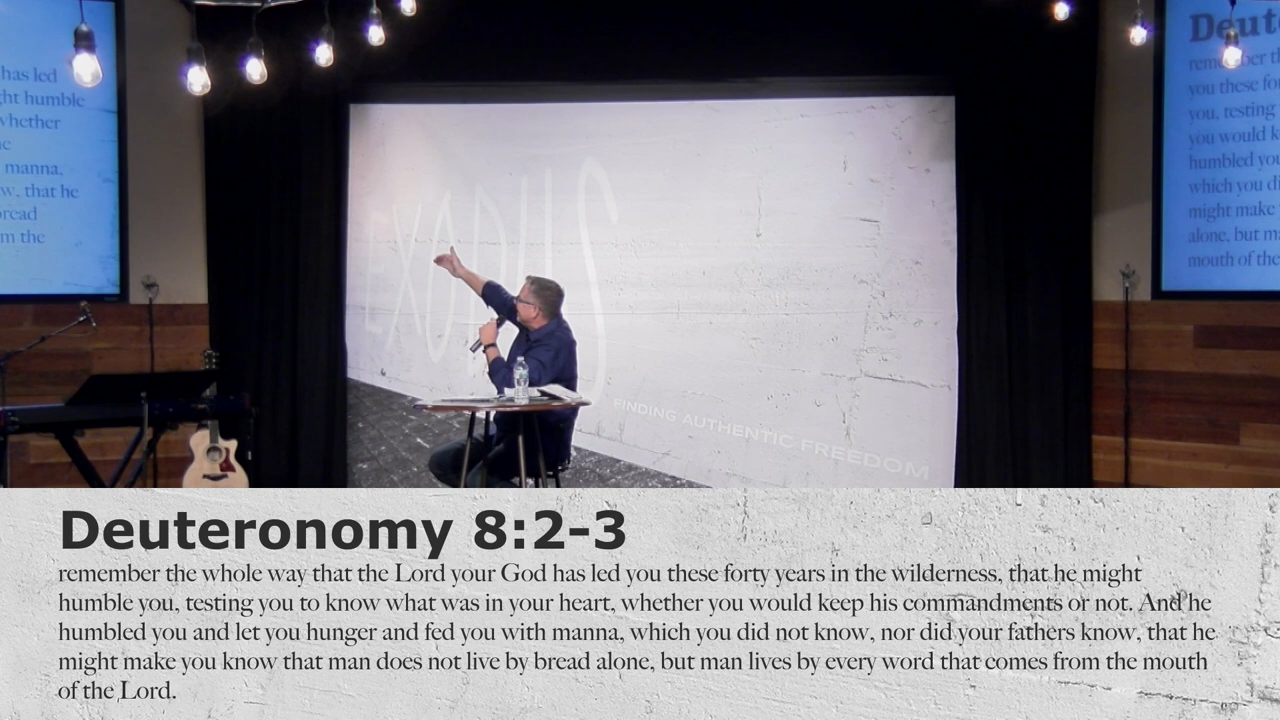 has led
ght humble
whether
manna,
w, that he
m the
EXODUS
FINDING AUTHENTIC FREEDOM
Deut
remember th
you these for
you, testing
you would k
humbled you
which you di
might make
alone, but ma
mouth of the
Deuteronomy 8:2-3
remember the whole way that the Lord your God has led you these forty years in the wilderness, that he might
humble you, testing you to know what was in your heart, whether you would keep his commandments or not. And he
humbled you and let you hunger and fed you with manna, which you did not know, nor did your fathers know, that he
might make you know that man does not live by bread alone, but man lives by every word that comes from the mouth
of the Lord.